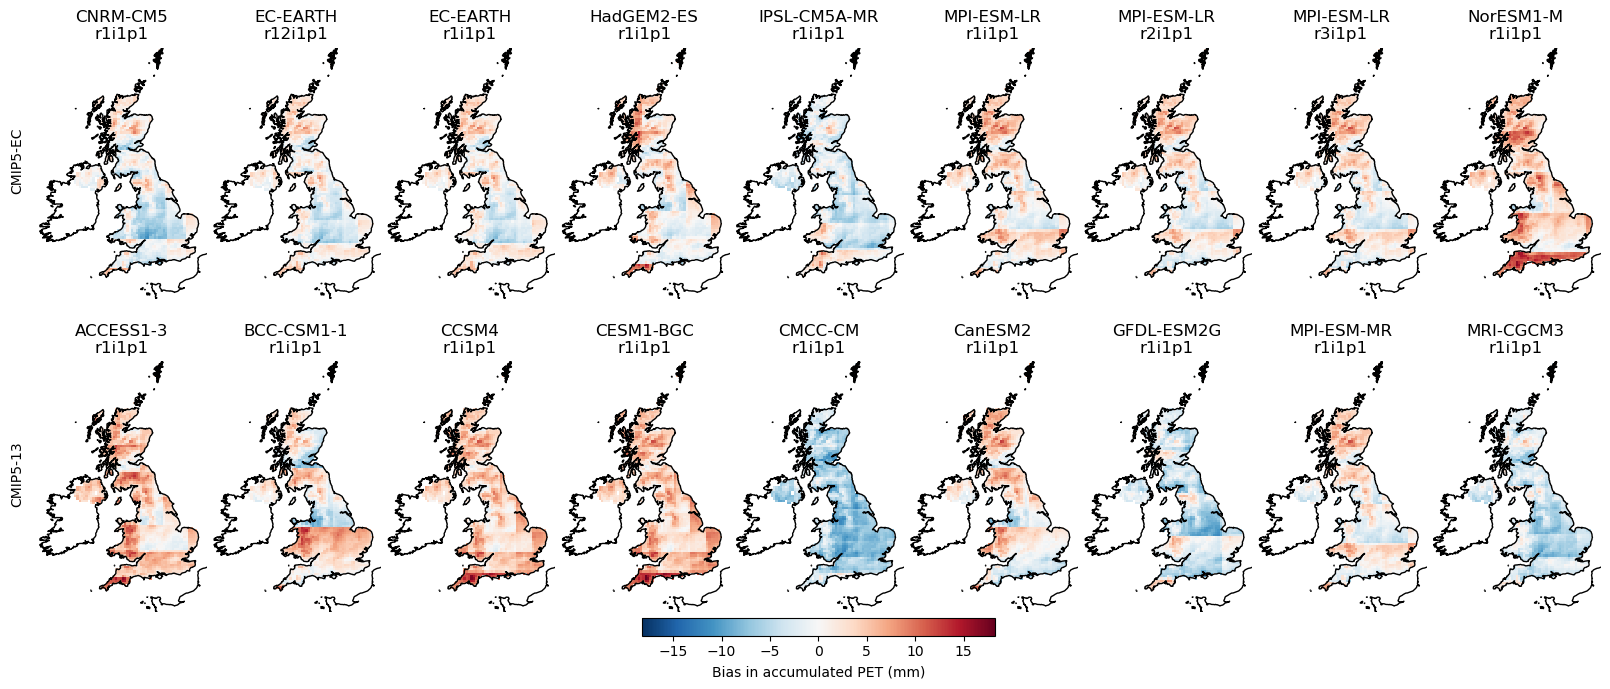 CNRM-CM5
r1i1p1
EC-EARTH
r12i1p1
EC-EARTH
r1i1p1
HadGEM2-ES
r1i1p1
IPSL-CM5A-MR
r1i1p1
MPI-ESM-LR
r1i1p1
MPI-ESM-LR
r2i1p1
MPI-ESM-LR
r3i1p1
NorESM1-M
r1i1p1
CMIP5-EC
ACCESS1-3
r1i1p1
BCC-CSM1-1
r1i1p1
CCSM4
r1i1p1
CESM1-BGC
r1i1p1
CMCC-CM
r1i1p1
CanESM2
r1i1p1
GFDL-ESM2G
r1i1p1
MPI-ESM-MR
r1i1p1
MRI-CGCM3
r1i1p1
CMIP5-13
−15 −10 −5 0 5 10 15
Bias in accumulated PET (mm)